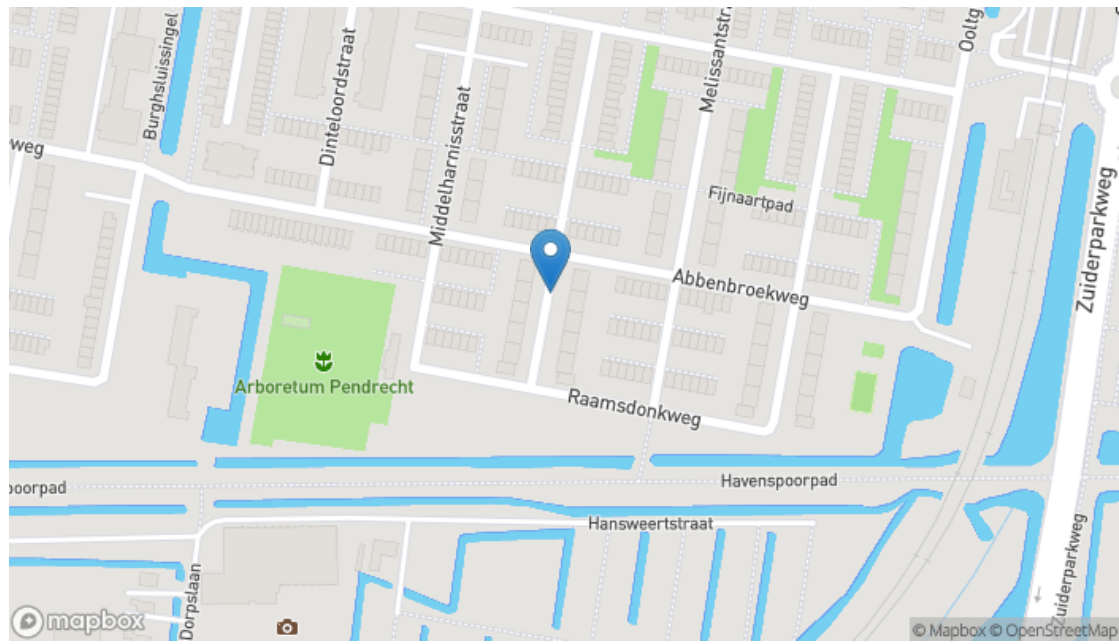 Burghsluissingel
Dinteloordstraat
Middelharnisstraat
Melissantstr
Ooltg
weg
Fijnaartpad
Abbenbroekweg
Zuiderparkweg
Arboretum Pendrecht
Raamsdonkweg
Havenspoorpad
poorpad
Hansweertstraat
Zuiderparkweg
Dorpslaan
mapbox
© Mapbox © OpenStreetMap